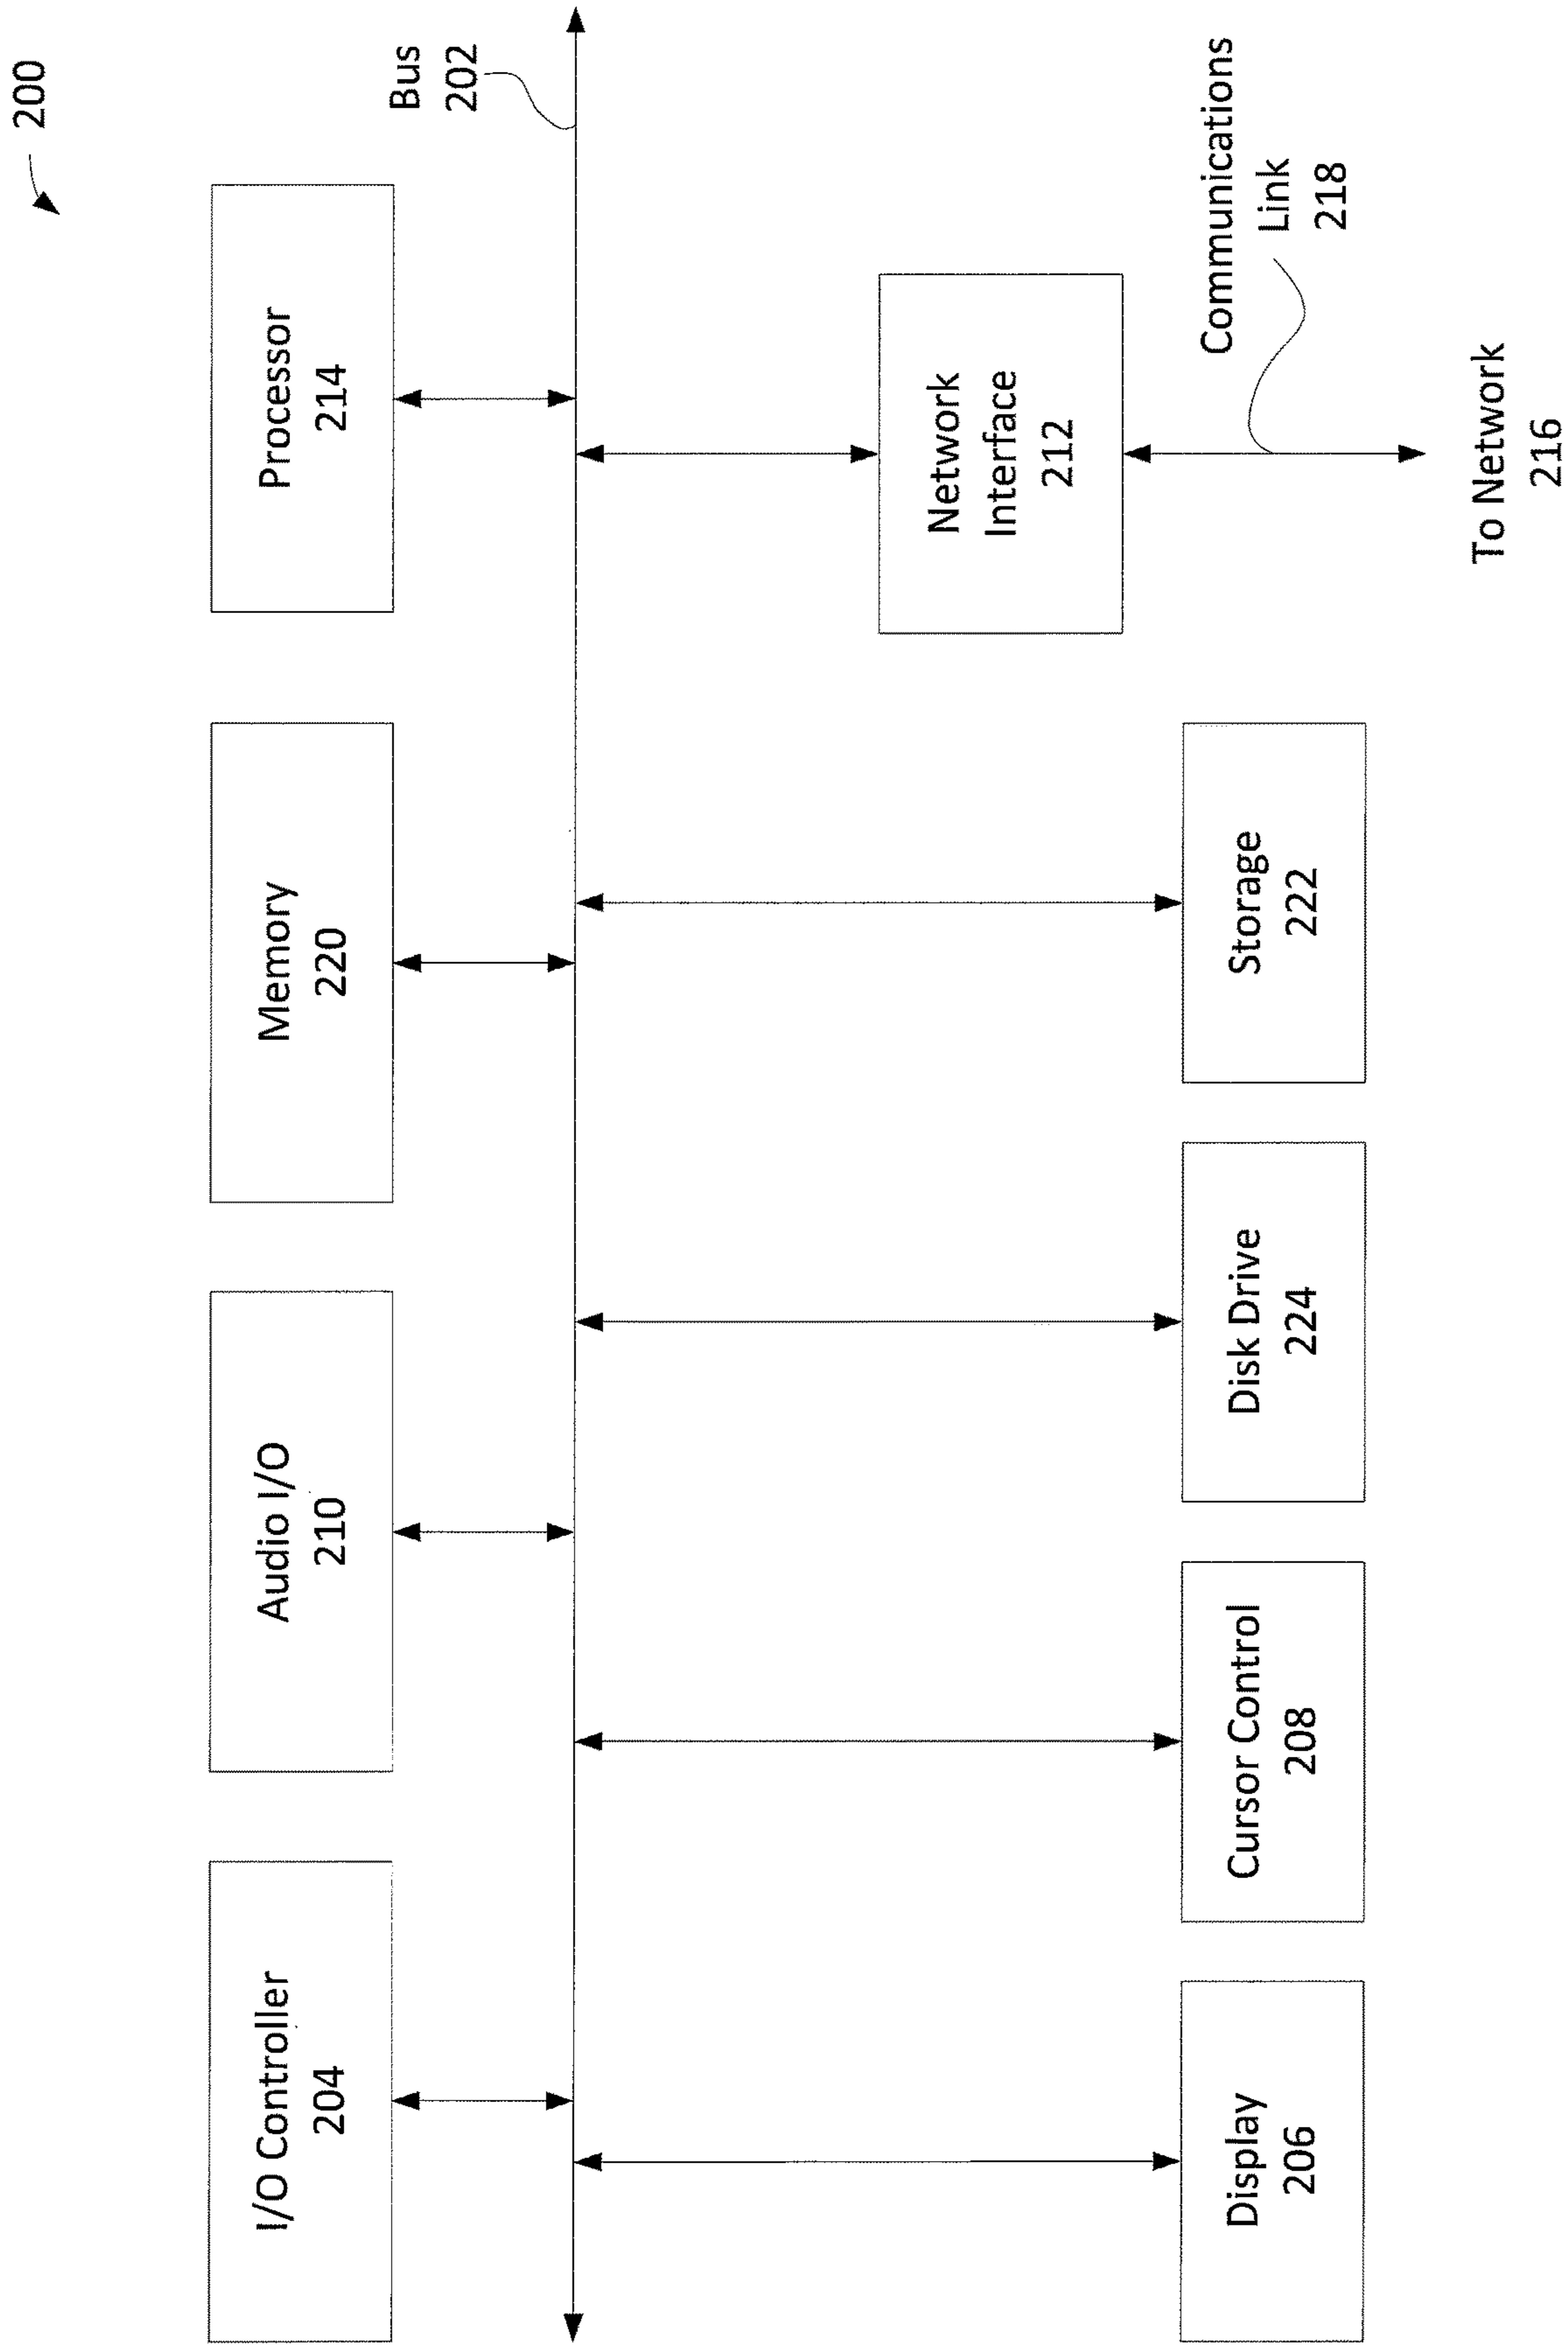 200
I/O Controller
204
Audio I/O
210
Memory
220
Processor
214
Bus
202
Display
206
Cursor Control
208
Disk Drive
224
Storage
222
Network
Interface
212
Communications
Link
218
To Network
216